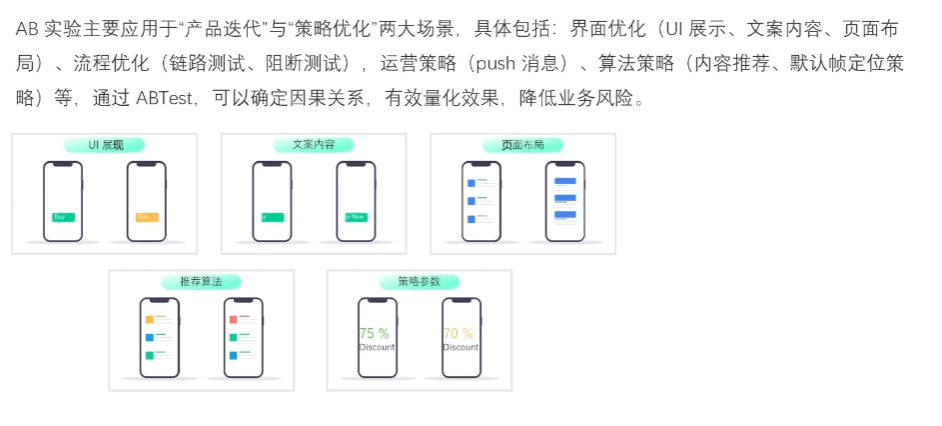 AB 实验主要应用于“产品迭代”与“策略优化”两大场景，具体包括：界面优化（UI 展示、文案内容、页面布
局）、流程优化（链路测试、阻断测试），运营策略（push 消息）、算法策略（内容推荐、默认帧定位策
略）等，通过 ABTest，可以确定因果关系，有效量化效果，降低业务风险。
UI 展现
文案内容
页面布局
Buy
Buy
y Now
推荐算法
策略参数
75 %
Discount
70 %
Discount